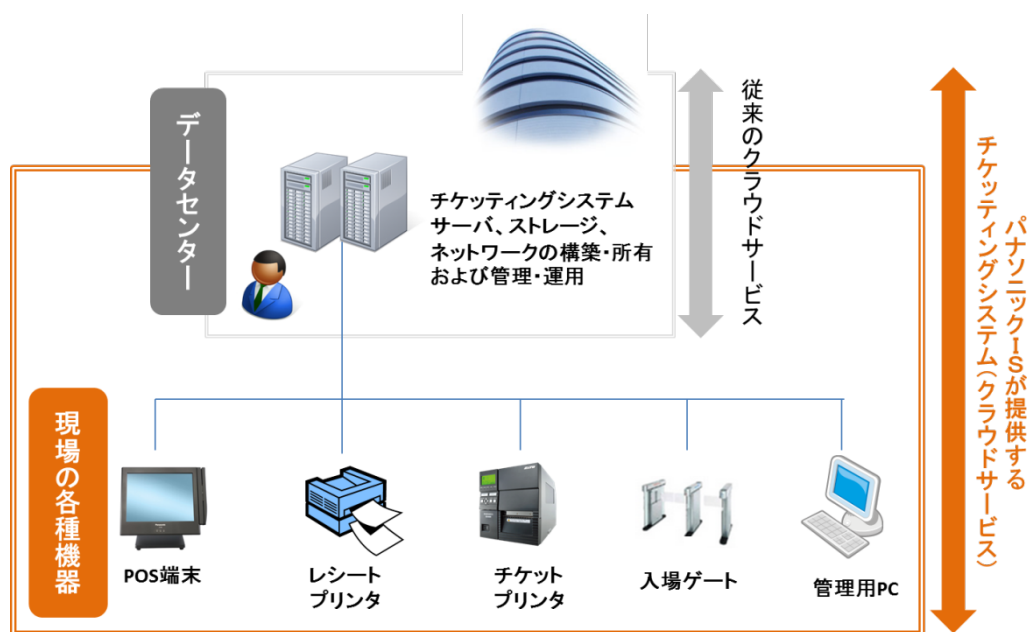 データセンター
チケッティングシステム
サーバ、ストレージ、
ネットワークの構築・所有
および管理・運用
従来のクラウドサービス
パナソニックISが提供する
チケッティングシステム(クラウドサービス)
現場の各種機器
POS端末
レシート
プリンタ
チケット
プリンタ
入場ゲート
管理用PC